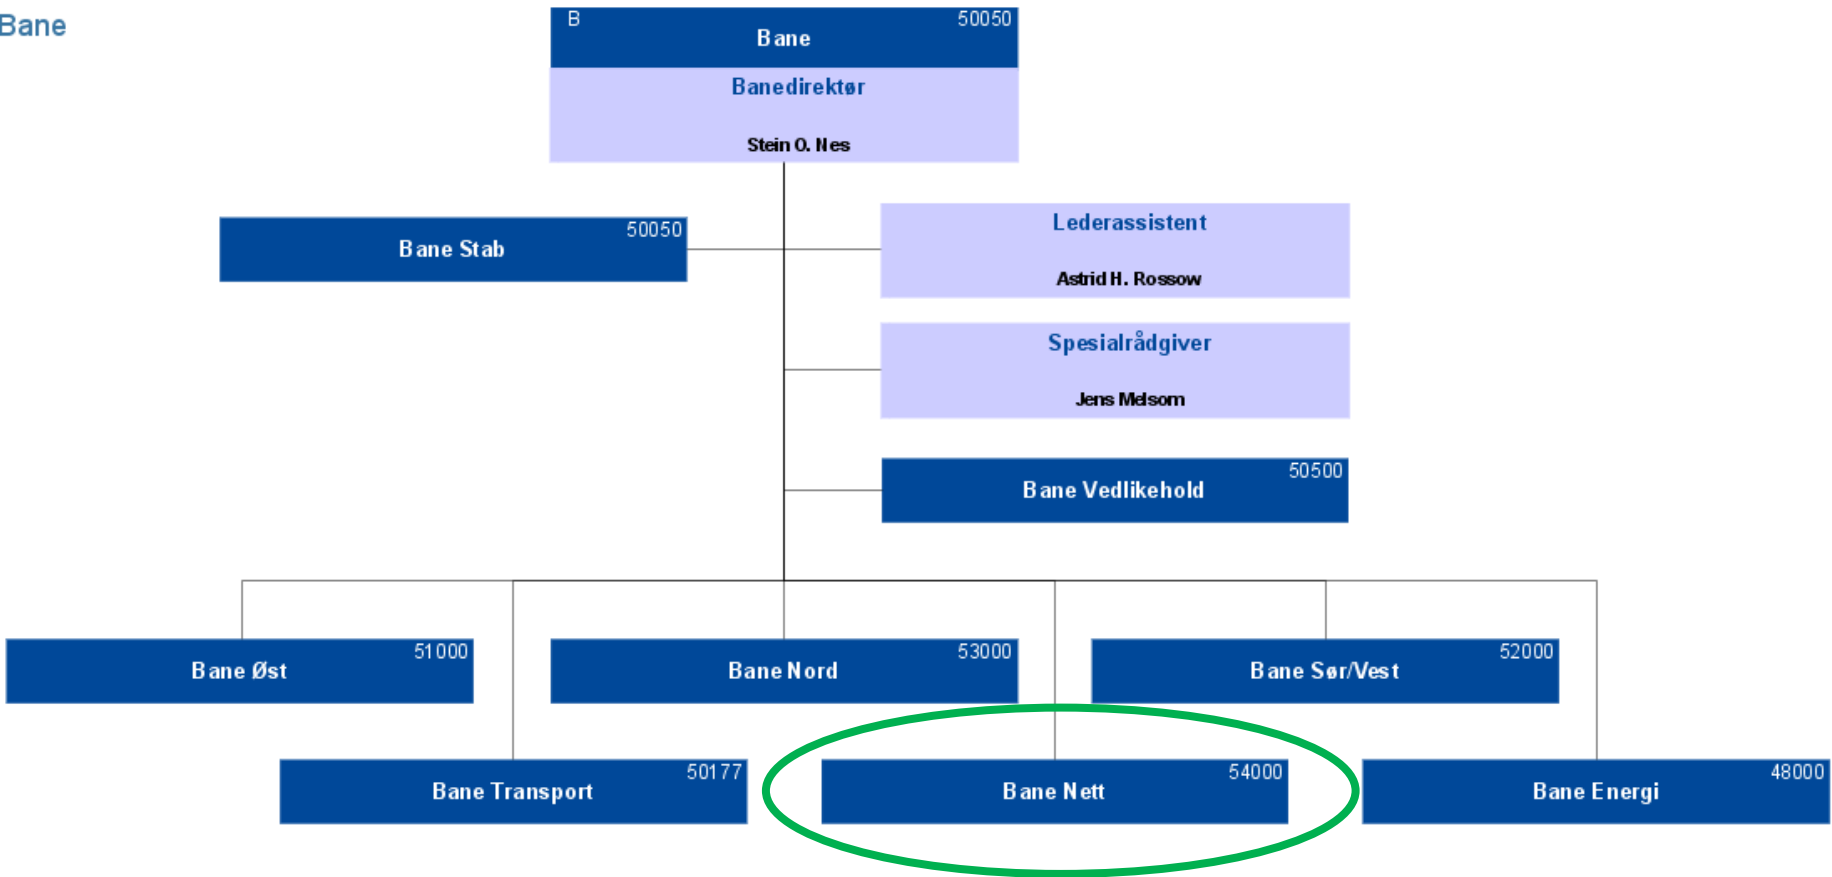 Bane
B 50050
Bane
Banedirektør
Stein O. Nes
50050
Bane Stab
Lederassistent
Astrid H. Rossow
Spesialrådgiver
Jens Melsom
50500
Bane Vedlikehold
51000
Bane Øst
53000
Bane Nord
52000
Bane Sør/Vest
50177
Bane Transport
54000
Bane Nett
48000
Bane Energi